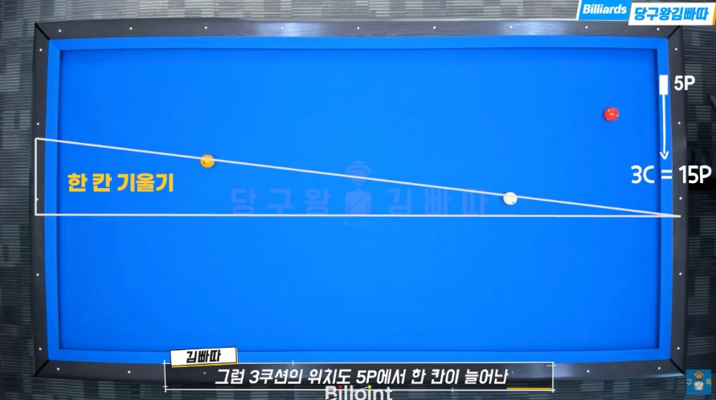 Billiards 당구왕김빠따
5P
한 칸 기울기
3C = 15P
당구왕 김빠따
김빠따
그럼 3쿠션의 위치도 5P에서 한 칸이 늘어난
Billoint